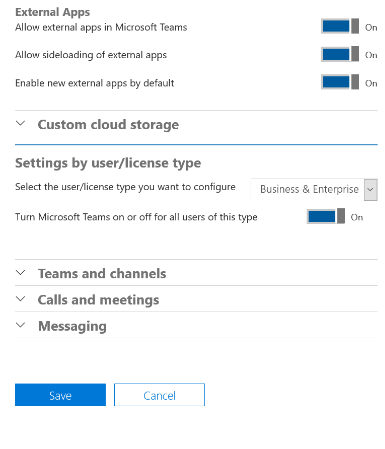 External Apps
Allow external apps in Microsoft Teams On
Allow sideloading of external apps On
Enable new external apps by default On
Custom cloud storage
Settings by user/license type
Select the user/license type you want to configure Business & Enterprise
Turn Microsoft Teams on or off for all users of this type On
Teams and channels
Calls and meetings
Messaging
Save Cancel